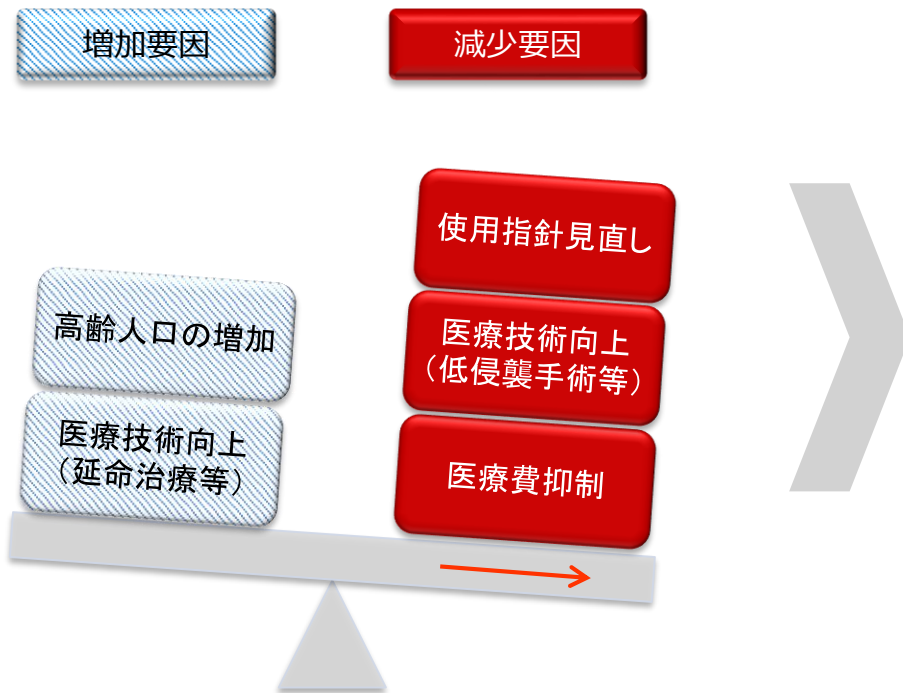 増加要因
減少要因
高齢人口の増加
医療技術向上
（延命治療等）
使用指針見直し
医療技術向上
（低侵襲手術等）
医療費抑制